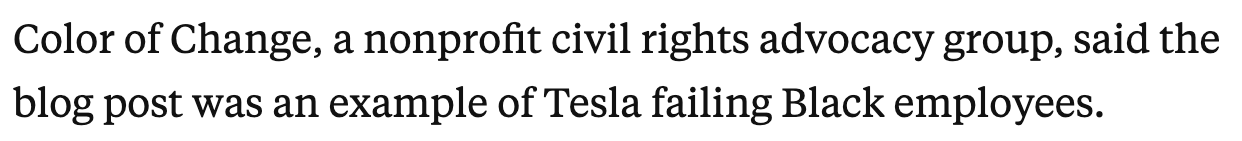 Color of Change, a nonprofit civil rights advocacy group, said the
blog post was an example of Tesla failing Black employees.